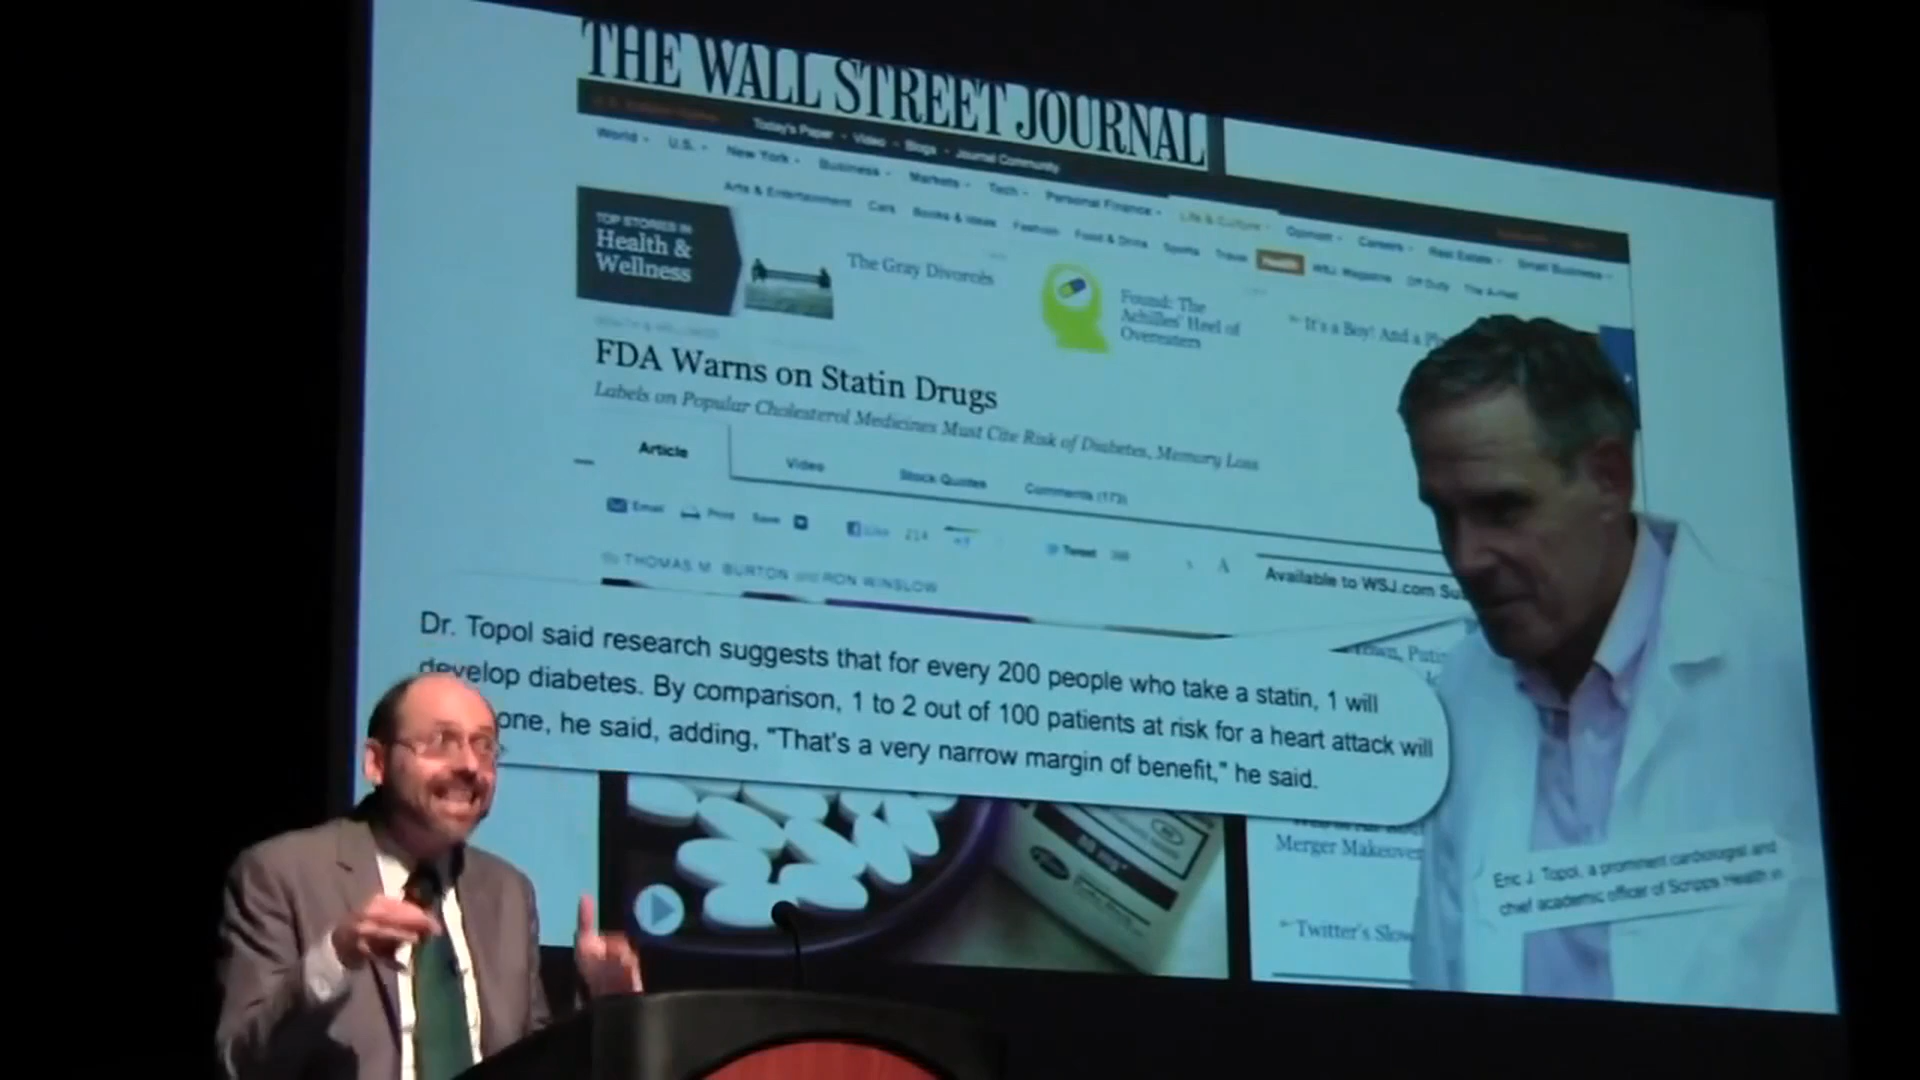 THE WALL STREET JOURNAL
Today's Paper • Video • Blogs • Journal Community
World U.S. New York Business Markets Tech Personal Finance Life & Culture Opinion Careers Real Estate Small Business
Arts & Entertainment Cars Books & Ideas Fashion Food & Drink Sports Travel Health WSJ Magazine Off Duty
TOP STORIES IN
Health &
Wellness
The Gray Divorcés
Found: The
Achilles' Heel of
Overeaters
It's a Boy! And a
FDA Warns on Statin Drugs
Labels on Popular Cholesterol Medicines Must Cite Risk of Diabetes, Memory Loss
Article Video Stock Quotes Comments (173)
Email Print Save Like 214 Tweet A
By THOMAS M. BURTON and RON WINSLOW
Available to WSJ.com
Dr. Topol said research suggests that for every 200 people who take a statin, 1 will
develop diabetes. By comparison, 1 to 2 out of 100 patients at risk for a heart attack will
one, he said, adding, "That's a very narrow margin of benefit," he said.
Merger Makeover
Twitter's
Eric J. Topol, a prominent cardiologist and
chief academic officer of Scripps Health in